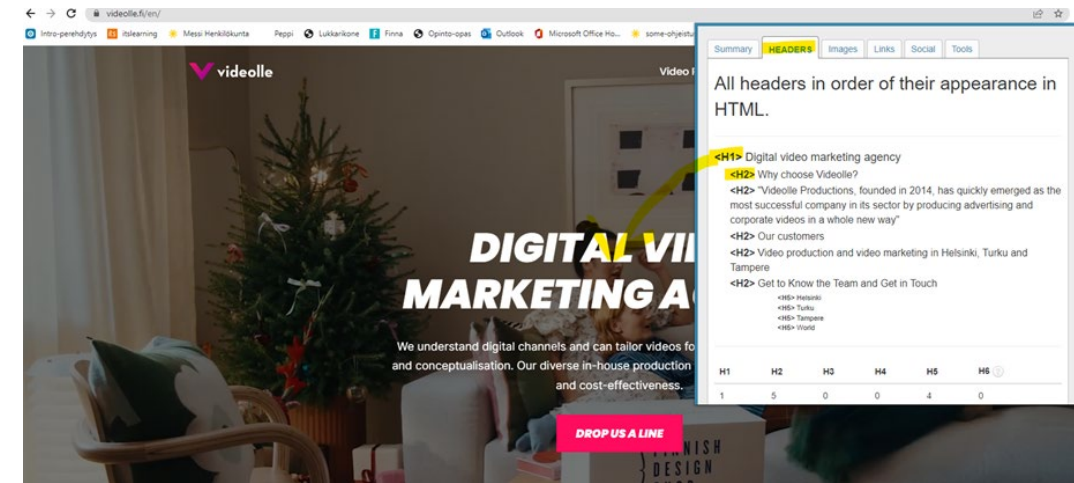 videolle.fi/en/
Intro-perehdytys itslearning Messi Henkilökunta Peppi Lukkarikone Finna Opinto-opas Outlook Microsoft Office Ho... some-ohjeistu
videolle
Video
DIGITAL VI
MARKETING A
We understand digital channels and can tailor videos fo
and conceptualisation. Our diverse in-house production
and cost-effectiveness.
DROP US A LINE
FINNISH
DESIGN
Summary HEADERS Images Links Social Tools
All headers in order of their appearance in
HTML.
<H1> Digital video marketing agency
<H2> Why choose Videolle?
<H2> "Videolle Productions, founded in 2014, has quickly emerged as the
most successful company in its sector by producing advertising and
corporate videos in a whole new way"
<H2> Our customers
<H2> Video production and video marketing in Helsinki, Turku and
Tampere
<H2> Get to Know the Team and Get in Touch
<H5> Helsinki
<H5> Turku
<H5> Tampere
<H5> World
H1 H2 H3 H4 H5 H6
1 5 0 0 4 0